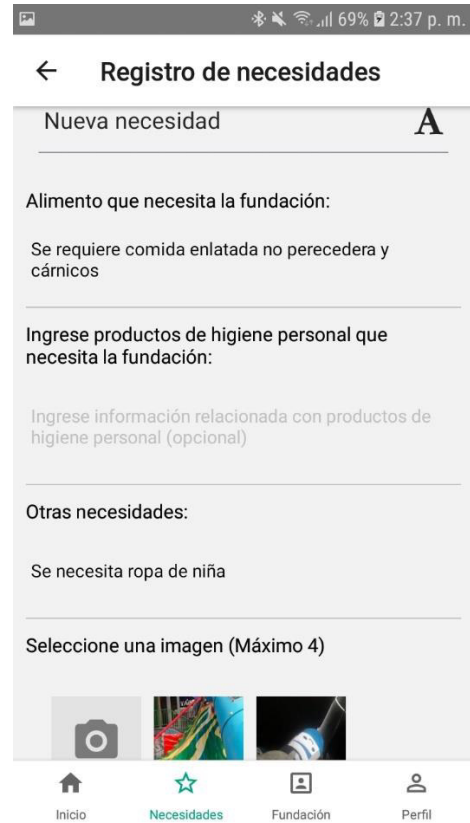 69% 2:37 p. m.
Registro de necesidades
Nueva necesidad A
Alimento que necesita la fundación:
Se requiere comida enlatada no perecedera y
cárnicos
Ingrese productos de higiene personal que
necesita la fundación:
Ingrese información relacionada con productos de
higiene personal (opcional)
Otras necesidades:
Se necesita ropa de niña
Seleccione una imagen (Máximo 4)
Inicio Necesidades Fundación Perfil